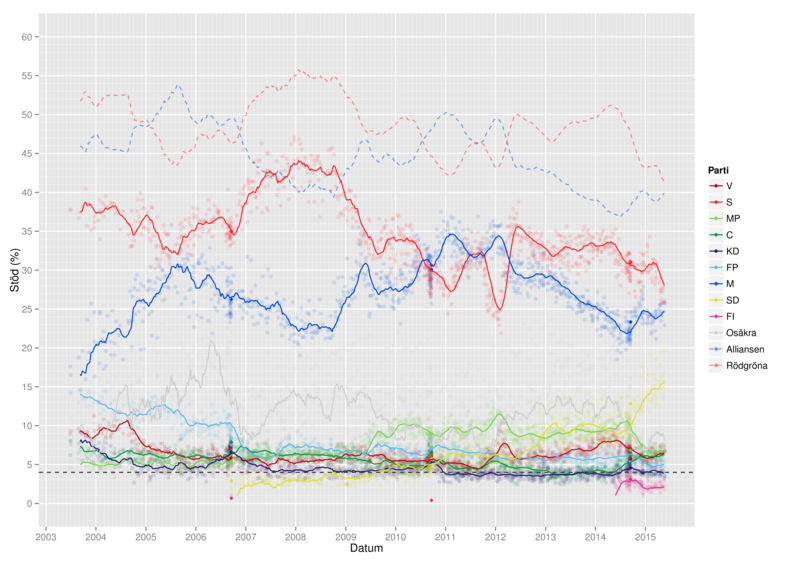 60
55
50
45
40
35
30
25
20
15
10
5
0
Stöd (%)
2003 2004 2005 2006 2007 2008 2009 2010 2011 2012 2013 2014 2015
Datum
Parti
V
S
MP
C
KD
FP
M
SD
FI
Osäkra
Alliansen
Rödgröna